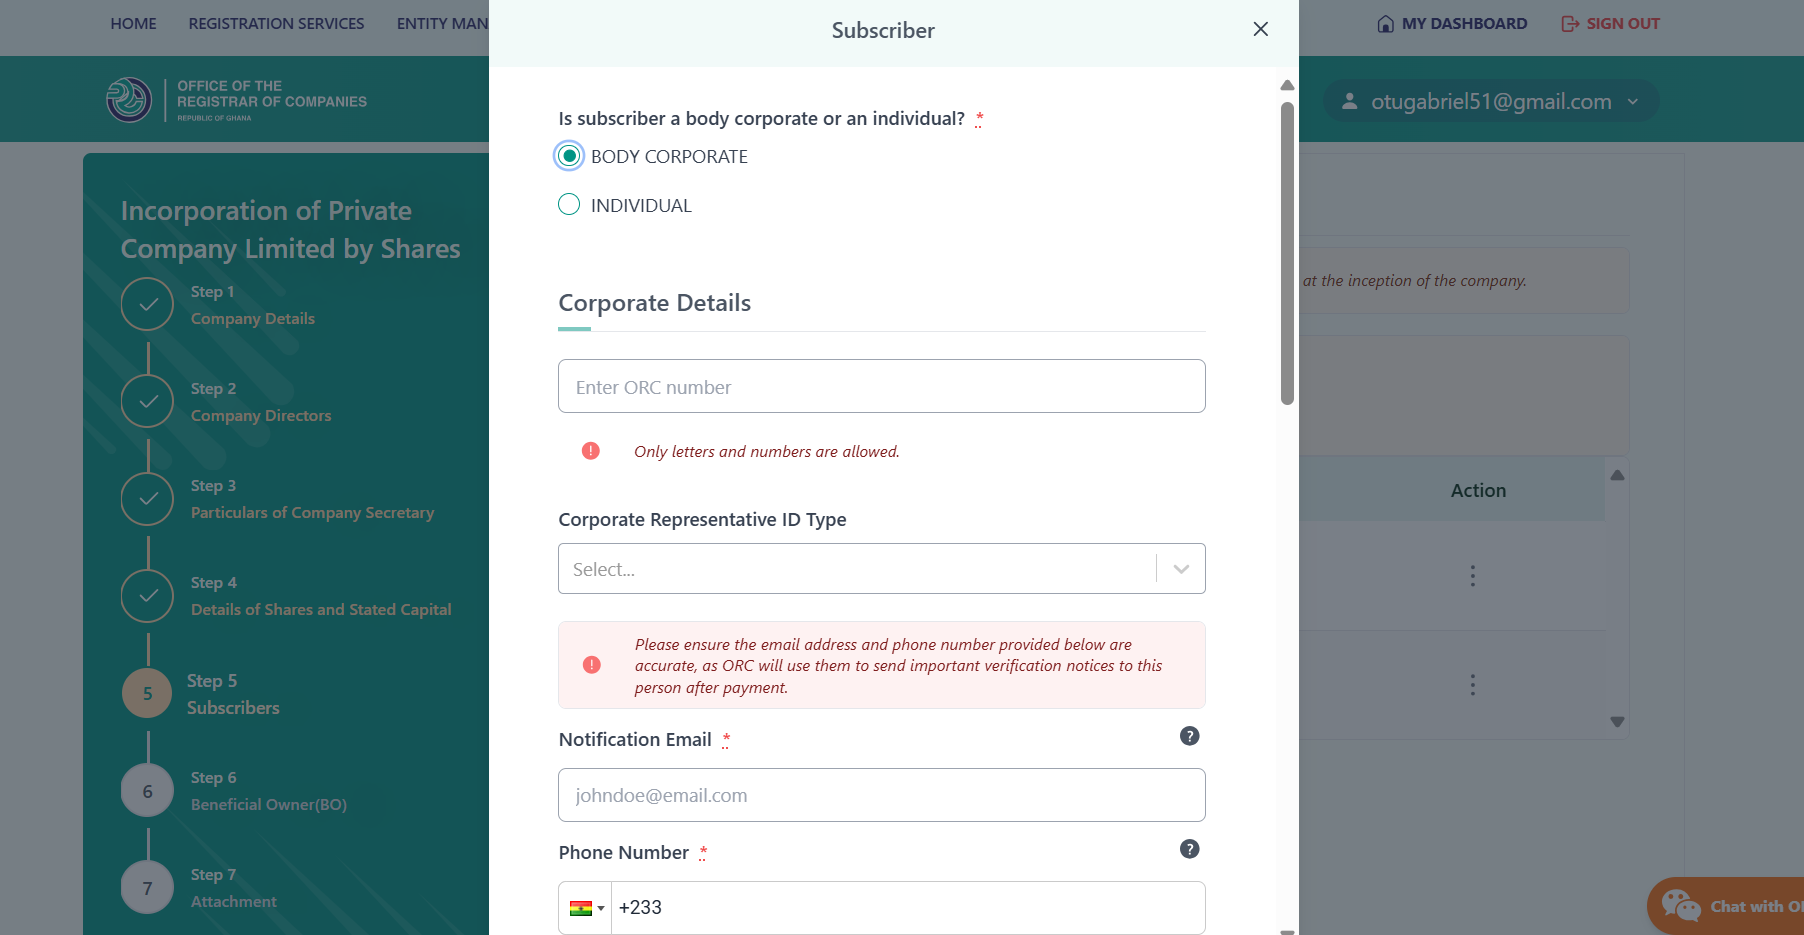 HOME
REGISTRATION SERVICES
ENTITY MAN
MY DASHBOARD
SIGN OUT
OFFICE OF THE
REGISTRAR OF COMPANIES
REPUBLIC OF GHANA
otugabriel51@gmail.com
Incorporation of Private
Company Limited by Shares
Step 1
Company Details
Step 2
Company Directors
Step 3
Particulars of Company Secretary
Step 4
Details of Shares and Stated Capital
5
Step 5
Subscribers
6
Step 6
Beneficial Owner(BO)
7
Step 7
Attachment
Subscriber
Is subscriber a body corporate or an individual? *
BODY CORPORATE
INDIVIDUAL
Corporate Details
Enter ORC number
Only letters and numbers are allowed.
Corporate Representative ID Type
Select...
Please ensure the email address and phone number provided below are
accurate, as ORC will use them to send important verification notices to this
person after payment.
Notification Email *
johndoe@email.com
Phone Number *
+233
at the inception of the company.
Action
Chat with O